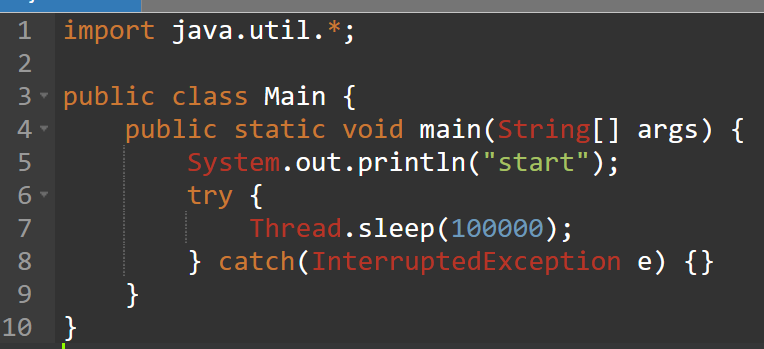 1 import java.util.*;
2
3 public class Main {
4     public static void main(String[] args) {
5         System.out.println("start");
6         try {
7             Thread.sleep(100000);
8         } catch(InterruptedException e) {}
9     }
10 }